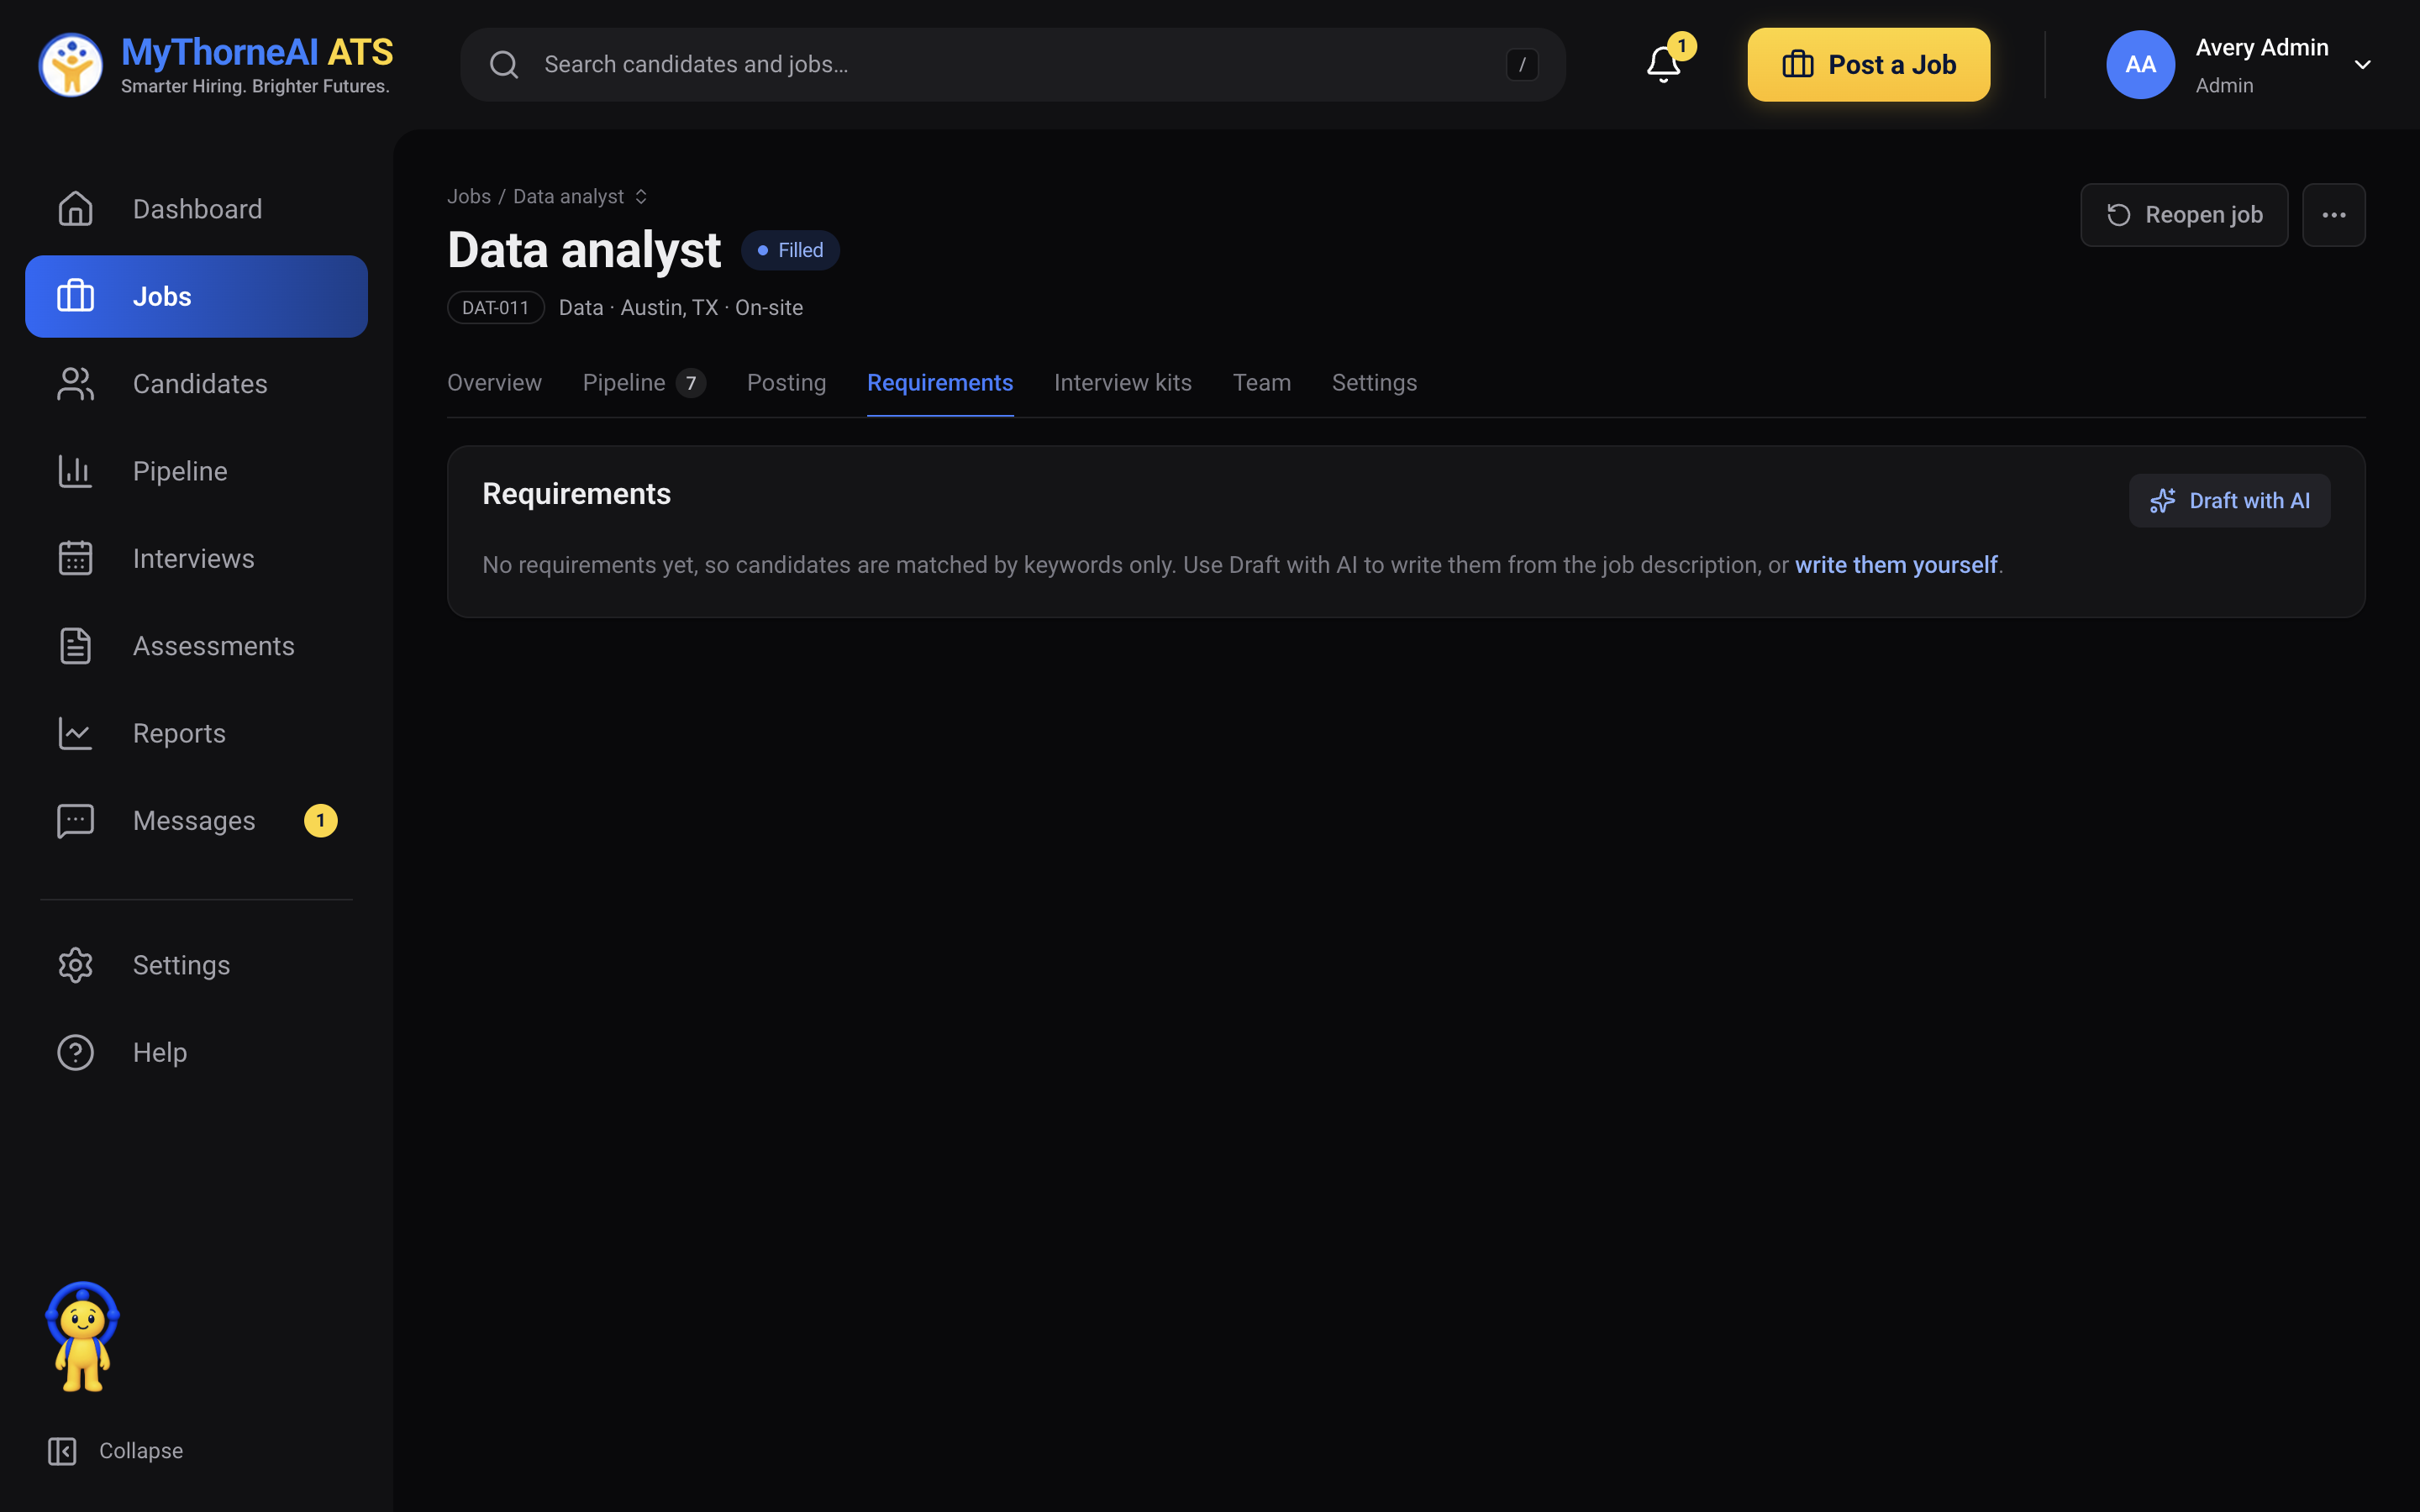 MyThorneAI ATS
Smarter Hiring. Brighter Futures.
Search candidates and jobs...
/
1
Post a Job
AA
Avery Admin
Admin
Dashboard
Jobs
Candidates
Pipeline
Interviews
Assessments
Reports
Messages
1
Settings
Help
Collapse
Jobs / Data analyst
Data analyst
Filled
DAT-011
Data · Austin, TX · On-site
Reopen job
Overview
Pipeline 7
Posting
Requirements
Interview kits
Team
Settings
Requirements
Draft with AI
No requirements yet, so candidates are matched by keywords only. Use Draft with AI to write them from the job description, or write them yourself.